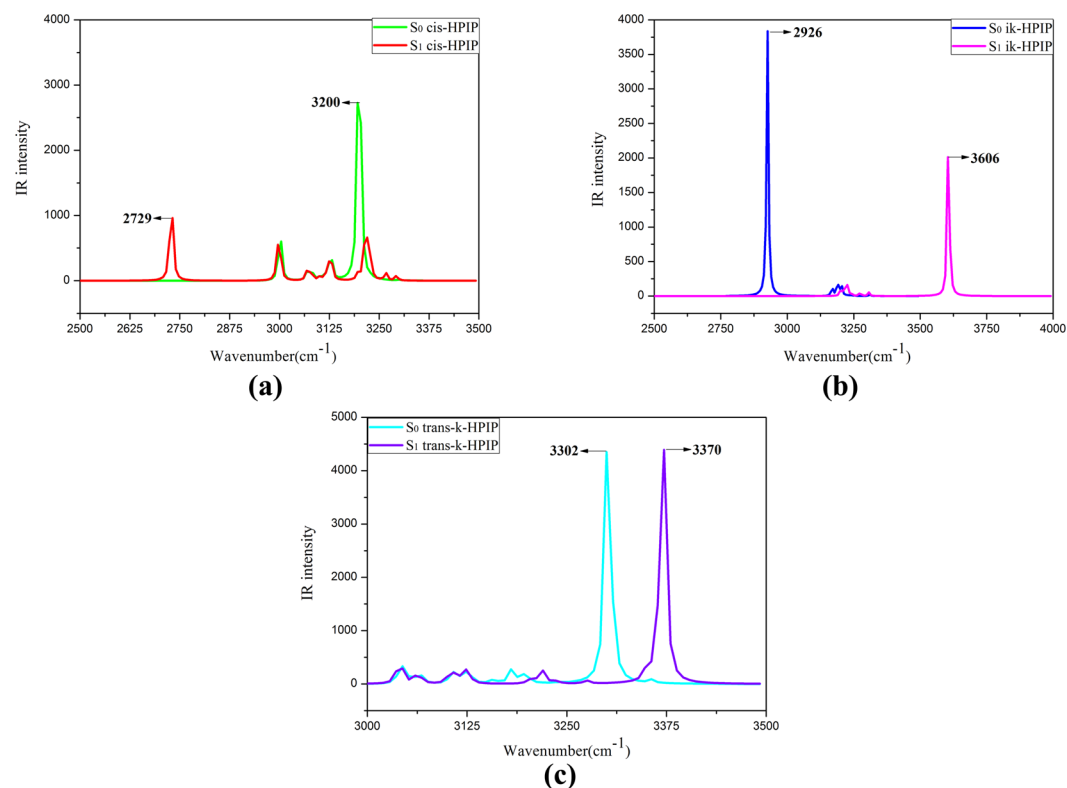 4000
3000
2000
1000
0
IR intensity
S0 cis-HPIP
S1 cis-HPIP
3200
2729
2500 2625 2750 2875 3000 3125 3250 3375 3500
Wavenumber(cm-1)
(a)
4000
3500
3000
2500
2000
1500
1000
500
0
IR intensity
S0 ik-HPIP
S1 ik-HPIP
2926
3606
2500 2750 3000 3250 3500 3750 4000
Wavenumber(cm-1)
(b)
5000
4000
3000
2000
1000
0
IR intensity
S0 trans-k-HPIP
S1 trans-k-HPIP
3302
3370
3000 3125 3250 3375 3500
Wavenumber(cm-1)
(c)